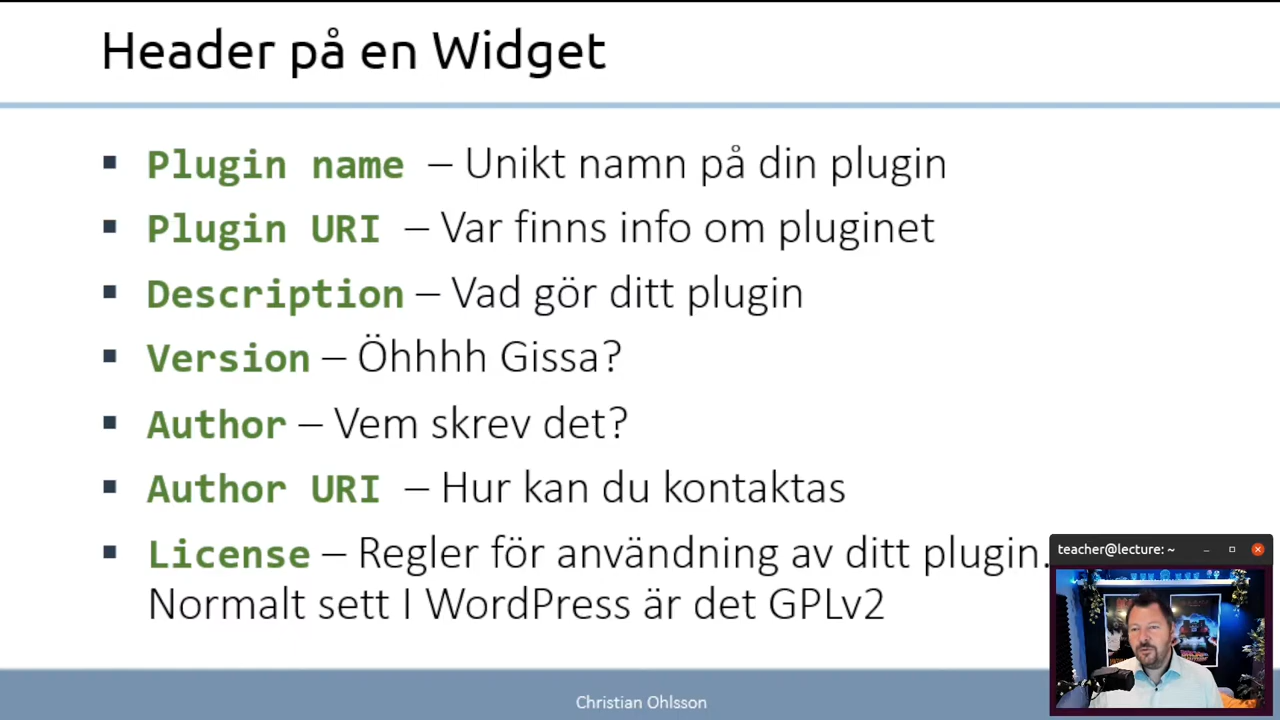 Header på en Widget
▪ Plugin name – Unikt namn på din plugin
▪ Plugin URI – Var finns info om pluginet
▪ Description – Vad gör ditt plugin
▪ Version – Öhhhh Gissa?
▪ Author – Vem skrev det?
▪ Author URI – Hur kan du kontaktas
▪ License – Regler för användning av ditt plugin.
Normalt sett I WordPress är det GPLv2
teacher@lecture: ~
Christian Ohlsson